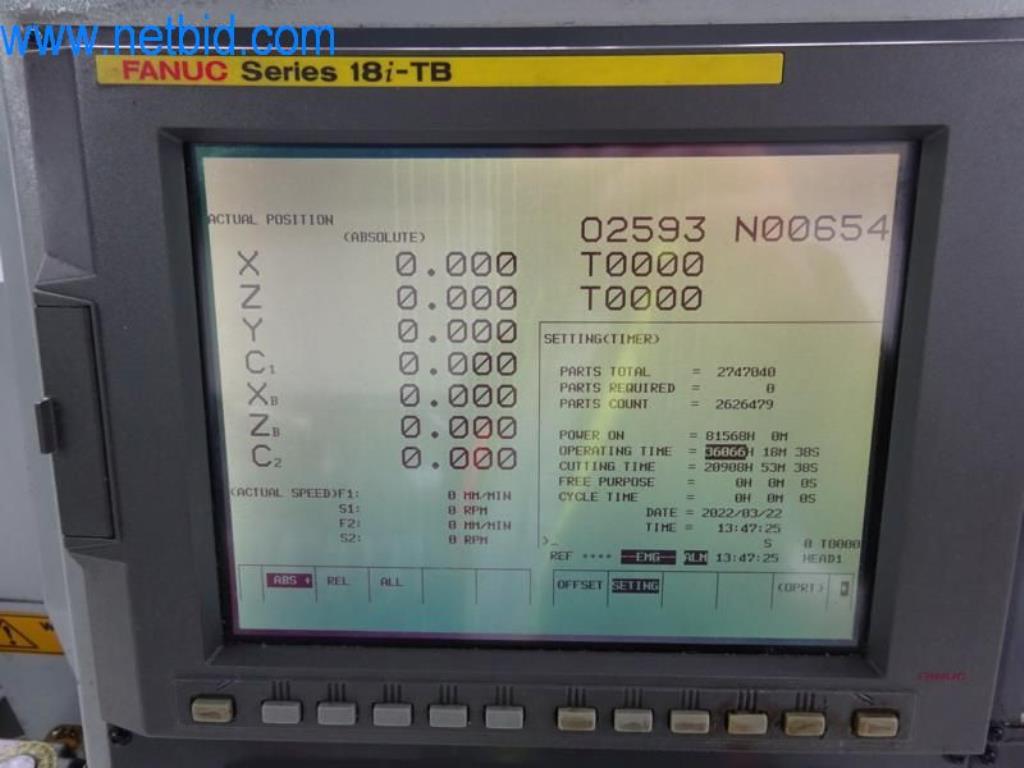 www.netbid.com
FANUC Series 18i-TB
ACTUAL POSITION
(ABSOLUTE)
O2593 N00654
X 0.000 T0000
Z 0.000 T0000
Y 0.000
C1 0.000
XB 0.000
ZB 0.000
C2 0.000
(ACTUAL SPEED)F1: 0 MM/MIN
S1: 0 RPM
F2: 0 MM/MIN
S2: 0 RPM
SETTING(TIMER)
PARTS TOTAL = 2747040
PARTS REQUIRED = 0
PARTS COUNT = 2626479
POWER ON = 81568H 0M
OPERATING TIME = 36066H 18M 38S
CUTTING TIME = 20908H 53M 38S
FREE PURPOSE = 0H 0M 0S
CYCLE TIME = 0H 0M 0S
DATE = 2022/03/22
TIME = 13:47:25
>_ S 0 T0000
REF **** --EMG-- ALM 13:47:25 HEAD1
ABS + REL ALL
OFFSET SETING (OPRT)
FANUC